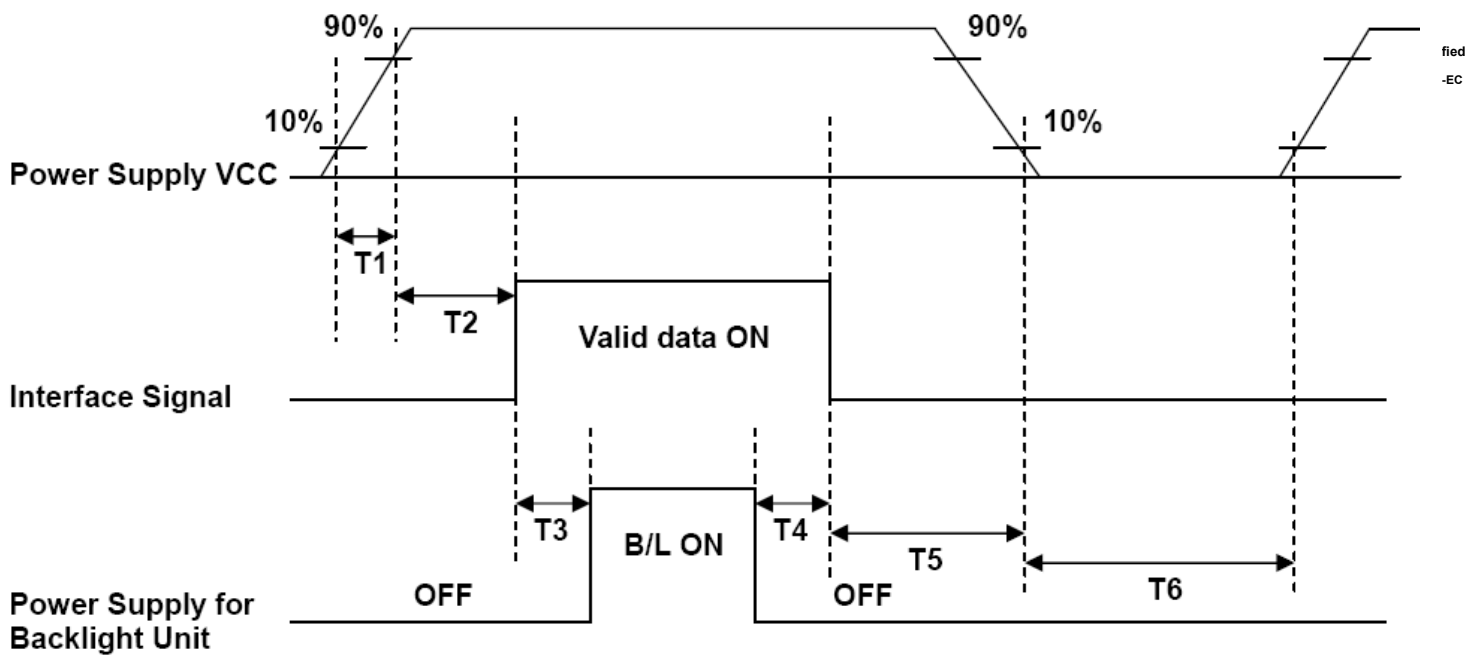 90%
90%
fied
-EC
10%
10%
Power Supply VCC
T1
T2
Valid data ON
Interface Signal
T3
T4
B/L ON
T5
T6
OFF
OFF
Power Supply for
Backlight Unit